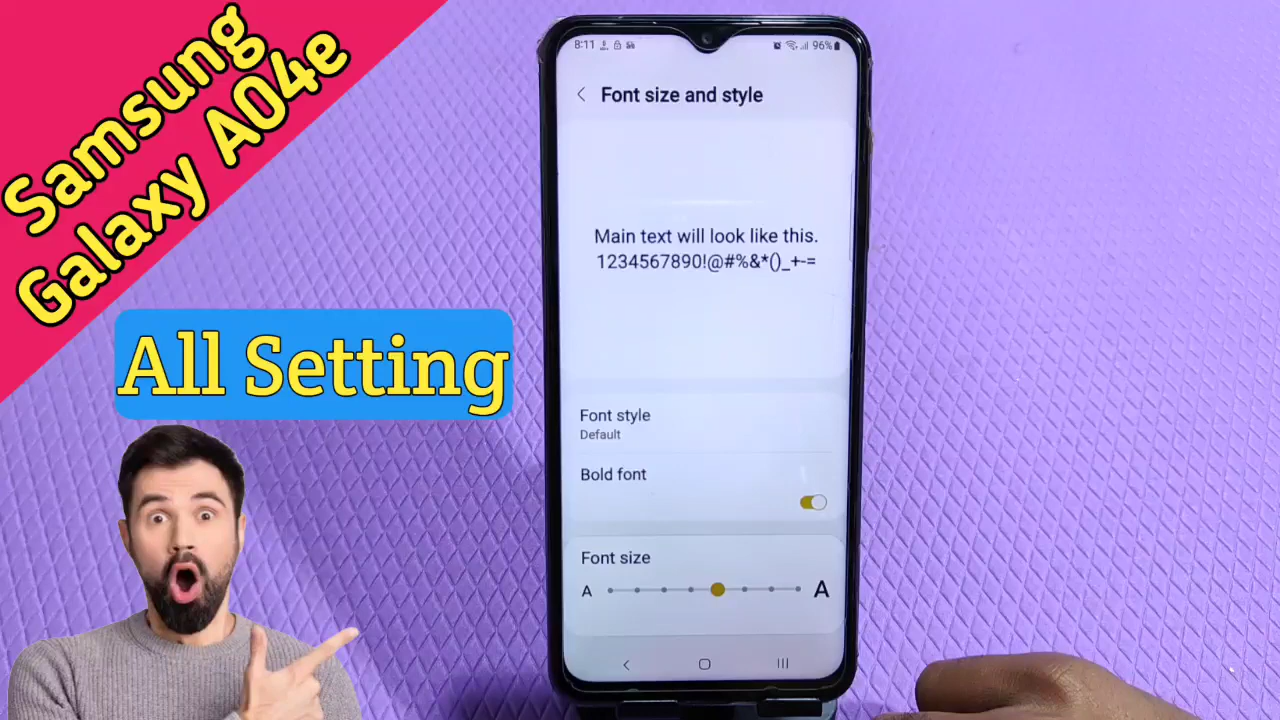 Samsung
Galaxy A04e
All Setting
8:11
96%
Font size and style
Main text will look like this.
1234567890!@#%&*()_+-=
Font style
Default
Bold font
Font size
A
A